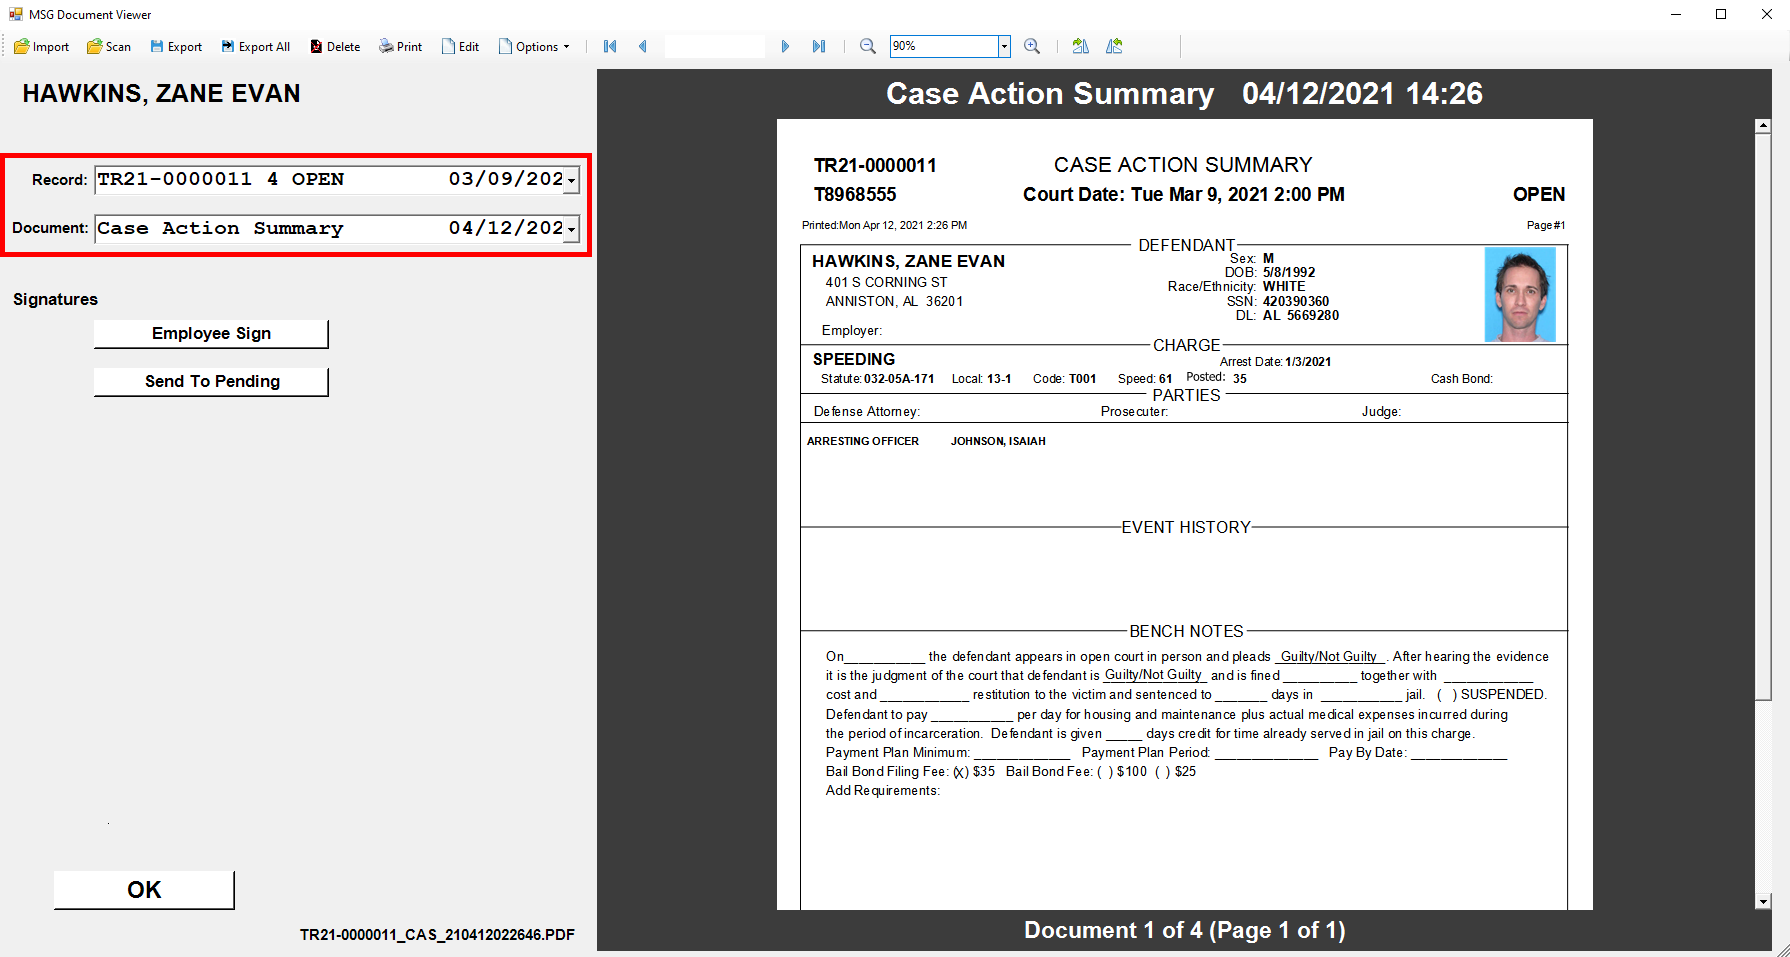 MSG Document Viewer
Import Scan Export Export All Delete Print Edit Options 90%
HAWKINS, ZANE EVAN
Record: TR21-0000011 4 OPEN 03/09/202
Document: Case Action Summary 04/12/202
Signatures
Employee Sign
Send To Pending
OK
TR21-0000011_CAS_210412022646.PDF
Case Action Summary 04/12/2021 14:26
TR21-0000011 CASE ACTION SUMMARY
T8968555 Court Date: Tue Mar 9, 2021 2:00 PM OPEN
Printed:Mon Apr 12, 2021 2:26 PM Page#1
DEFENDANT
HAWKINS, ZANE EVAN Sex: M
401 S CORNING ST DOB: 5/8/1992
Race/Ethnicity: WHITE
ANNISTON, AL 36201 SSN: 420390360
DL: AL 5669280
Employer:
CHARGE
SPEEDING Arrest Date: 1/3/2021
Statute: 032-05A-171 Local: 13-1 Code: T001 Speed: 61 Posted: 35 Cash Bond:
PARTIES
Defense Attorney: Prosecuter: Judge:
ARRESTING OFFICER JOHNSON, ISAIAH
EVENT HISTORY
BENCH NOTES
On___________ the defendant appears in open court in person and pleads _Guilty/Not Guilty_. After hearing the evidence
it is the judgment of the court that defendant is Guilty/Not Guilty and is fined __________ together with ____________
cost and ____________ restitution to the victim and sentenced to _______ days in ___________ jail. ( ) SUSPENDED.
Defendant to pay ___________ per day for housing and maintenance plus actual medical expenses incurred during
the period of incarceration. Defendant is given _____ days credit for time already served in jail on this charge.
Payment Plan Minimum: _____________ Payment Plan Period: ______________ Pay By Date: _____________
Bail Bond Filing Fee: (X) $35 Bail Bond Fee: ( ) $100 ( ) $25
Add Requirements:
Document 1 of 4 (Page 1 of 1)